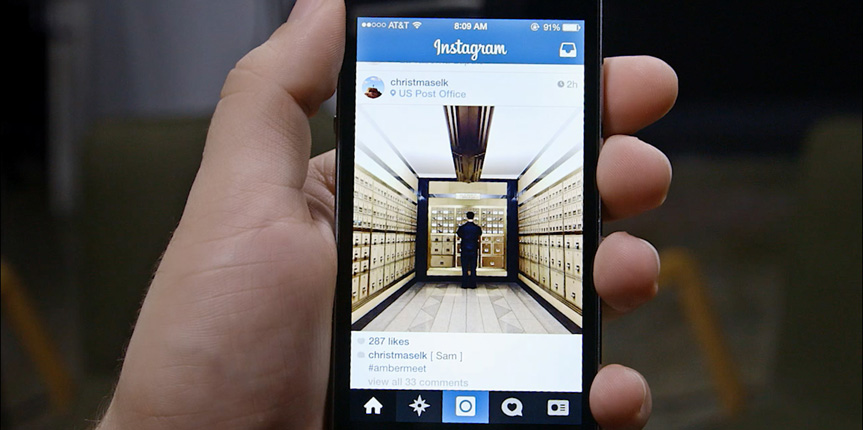 AT&T 8:09 AM 91%
Instagram
christmaselk 2h
US Post Office
287 likes
christmaselk [ Sam ]
#ambermeet
view all 33 comments